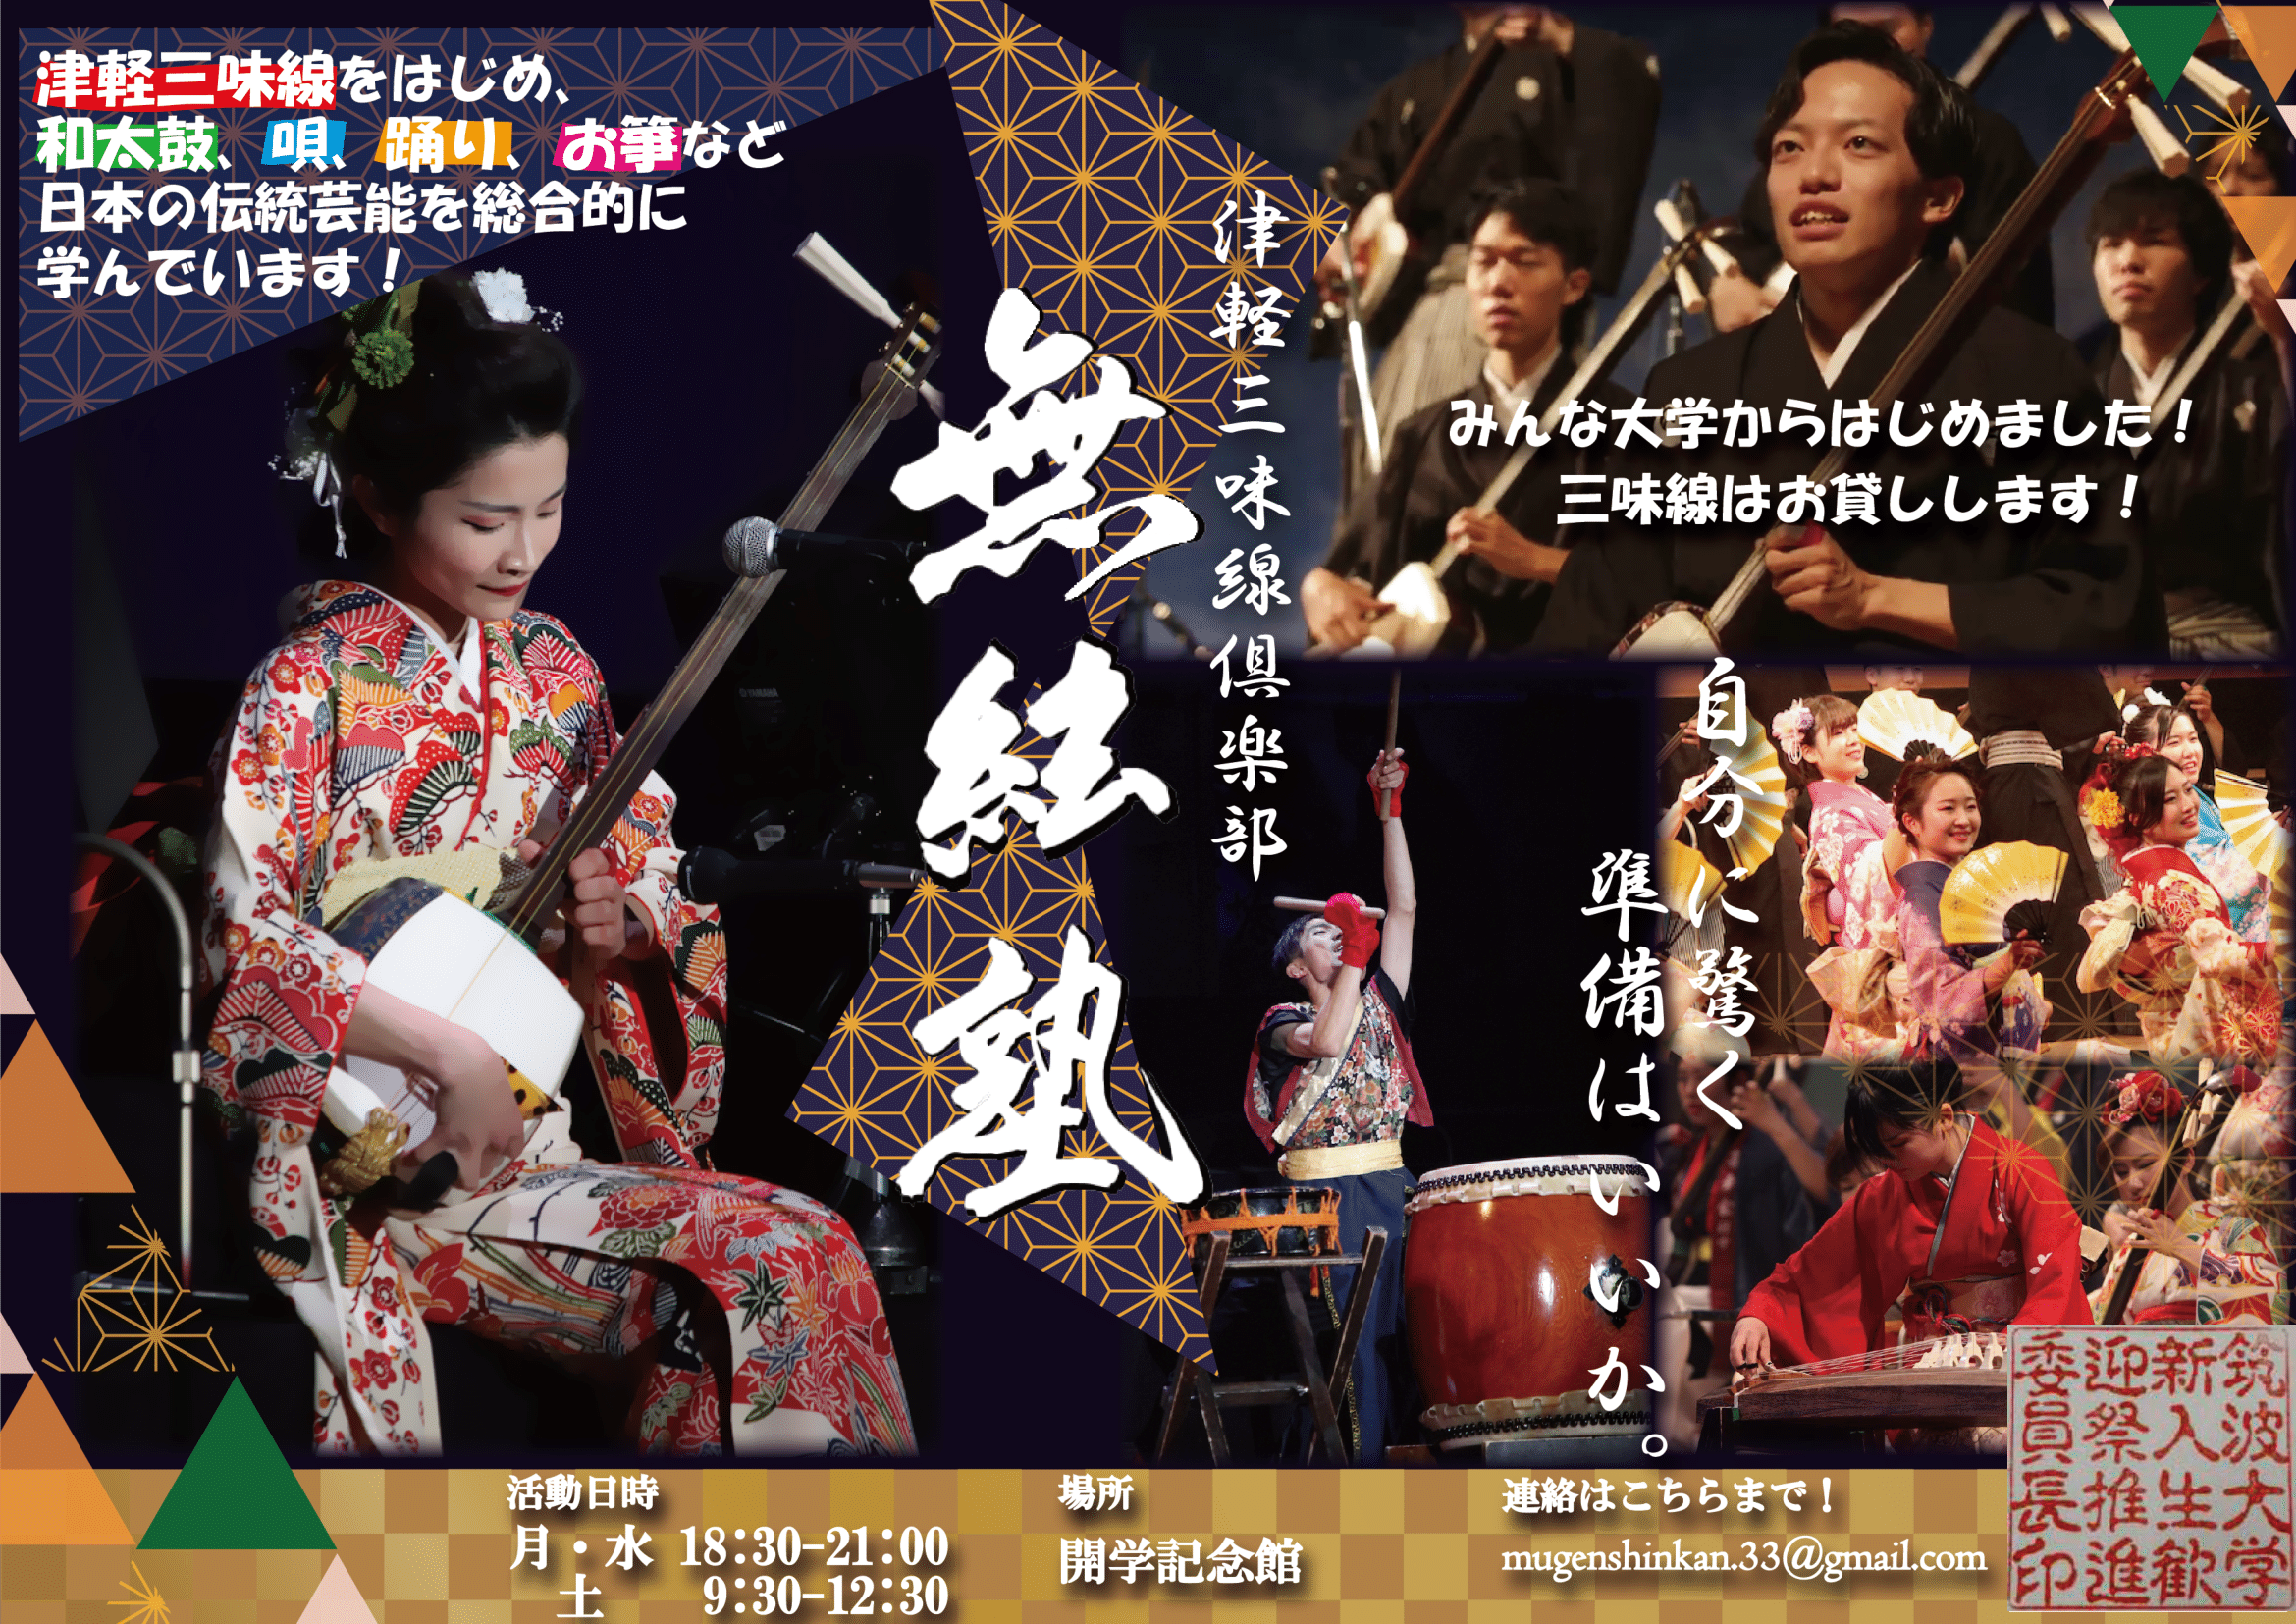 津軽三味線をはじめ、
和太鼓、唄、踊り、お箏など
日本の伝統芸能を総合的に
学んでいます！
津軽三味線倶楽部
無絃塾
みんな大学からはじめました！
三味線はお貸しします！
自分に驚く
準備はいいか。
YAMAHA
活動日時
月・水 18:30-21:00
土 9:30-12:30
場所
開学記念館
連絡はこちらまで！
mugenshinkan.33@gmail.com
筑波大学
新入生歓
迎祭推進
委員長印